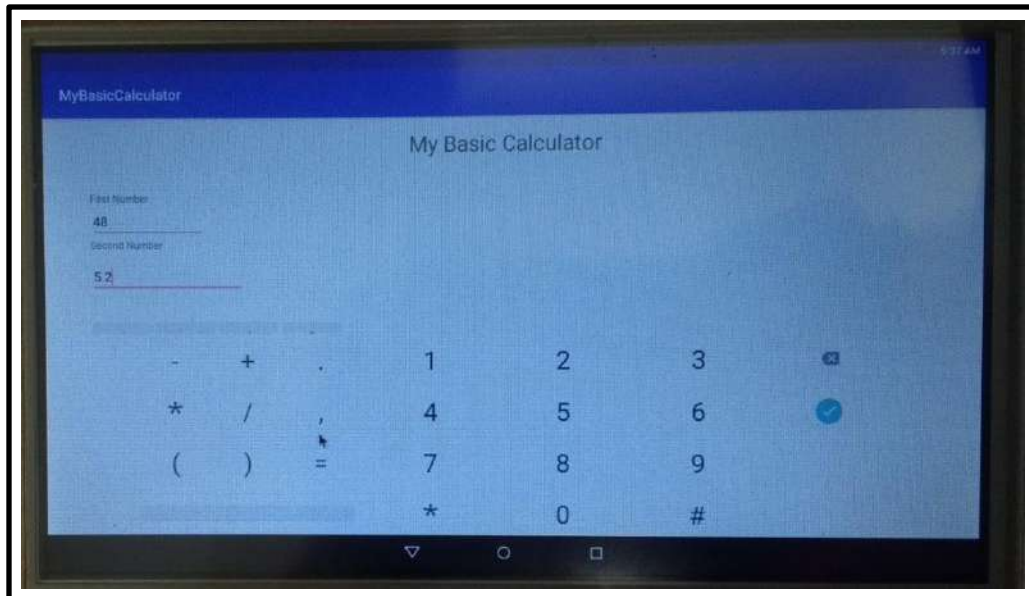 5:37 AM
MyBasicCalculator
My Basic Calculator
First Number
48
Second Number
5.2
- + . 1 2 3
* / , 4 5 6
( ) = 7 8 9
* 0 #